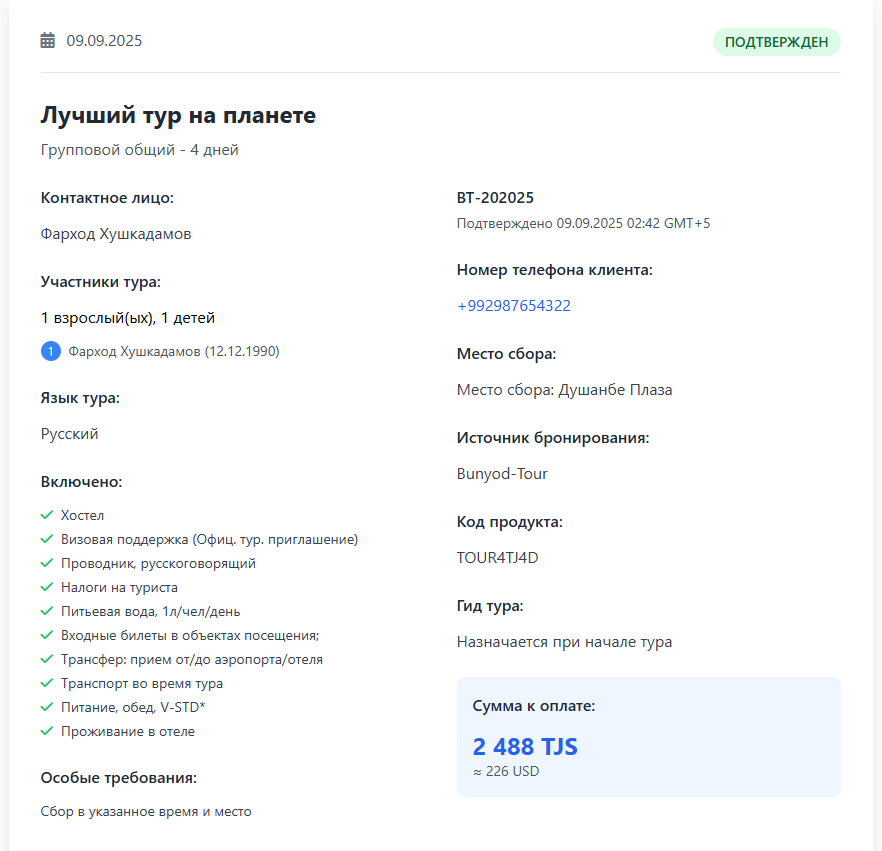 09.09.2025
ПОДТВЕРЖДЕН
Лучший тур на планете
Групповой общий - 4 дней
Контактное лицо:
Фарход Хушкадамов
Участники тура:
1 взрослый(ых), 1 детей
1 Фарход Хушкадамов (12.12.1990)
Язык тура:
Русский
Включено:
Хостел
Визовая поддержка (Офиц. тур. приглашение)
Проводник, русскоговорящий
Налоги на туриста
Питьевая вода, 1л/чел/день
Входные билеты в объектах посещения;
Трансфер: прием от/до аэропорта/отеля
Транспорт во время тура
Питание, обед, V-STD*
Проживание в отеле
Особые требования:
Сбор в указанное время и место
BT-202025
Подтверждено 09.09.2025 02:42 GMT+5
Номер телефона клиента:
+992987654322
Место сбора:
Место сбора: Душанбе Плаза
Источник бронирования:
Bunyod-Tour
Код продукта:
TOUR4TJ4D
Гид тура:
Назначается при начале тура
Сумма к оплате:
2 488 TJS
≈ 226 USD